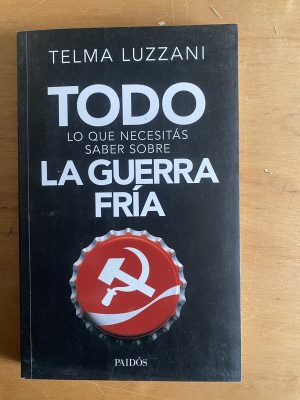 TELMA LUZZANI
TODO
LO QUE NECESITÁS
SABER SOBRE
LA GUERRA
FRÍA
PAIDÓS